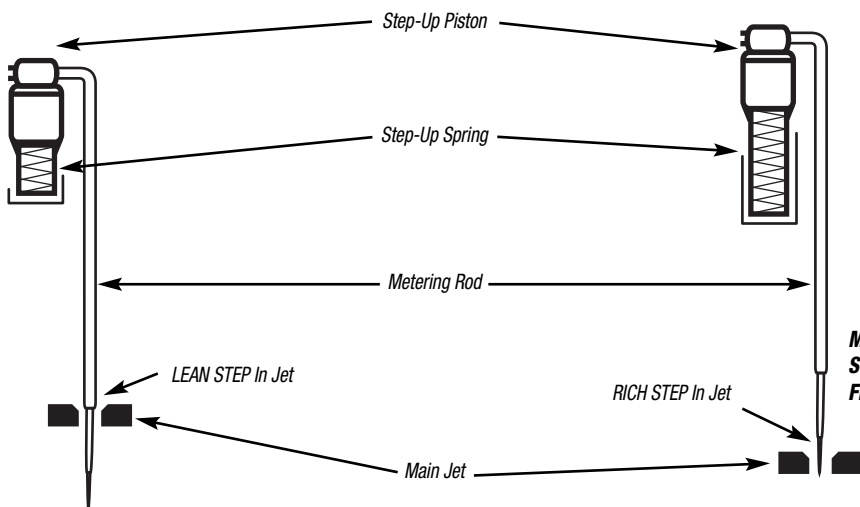 Step-Up Piston
Step-Up Spring
Metering Rod
LEAN STEP In Jet
RICH STEP In Jet
Main Jet